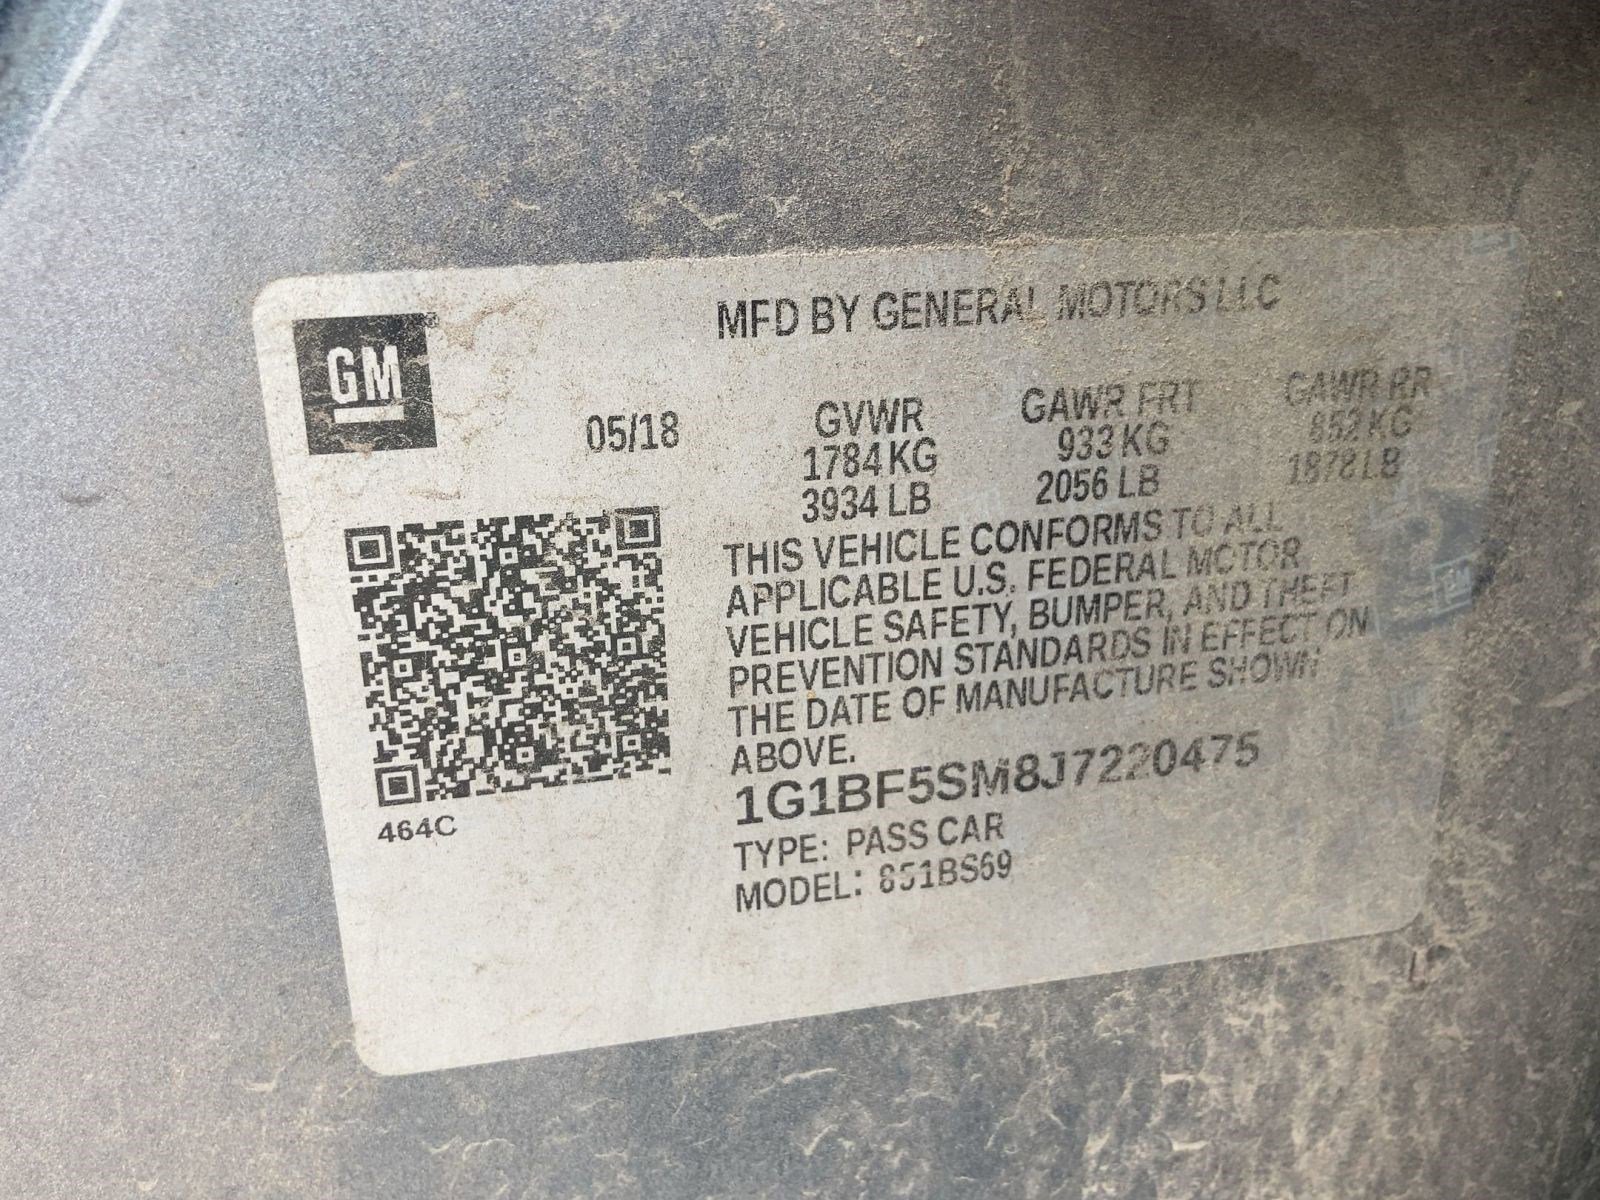 MFD BY GENERAL MOTORS LLC
GM
05/18
GVWR GAWR FRT GAWR RR
1784 KG 933 KG 852 KG
3934 LB 2056 LB 1878 LB
THIS VEHICLE CONFORMS TO ALL
APPLICABLE U.S. FEDERAL MOTOR
VEHICLE SAFETY, BUMPER, AND THEFT
PREVENTION STANDARDS IN EFFECT ON
THE DATE OF MANUFACTURE SHOWN
ABOVE.
1G1BF5SM8J7220475
TYPE: PASS CAR
MODEL: 851BS69
464C
GM